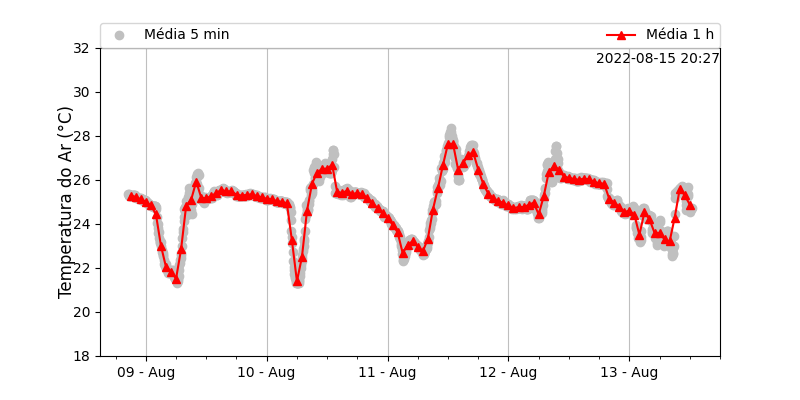 Média 5 min
Média 1 h
2022-08-15 20:27
Temperatura do Ar (°C)
32
30
28
26
24
22
20
18
09 - Aug
10 - Aug
11 - Aug
12 - Aug
13 - Aug